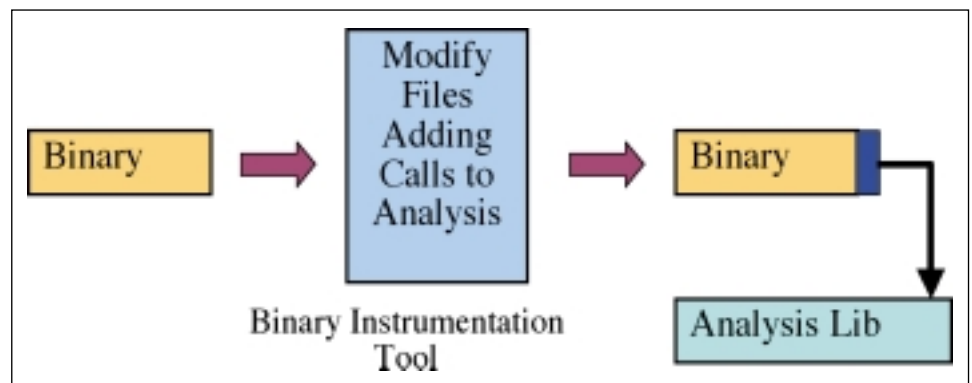 Binary
Modify
Files
Adding
Calls to
Analysis
Binary Instrumentation
Tool
Binary
Analysis Lib